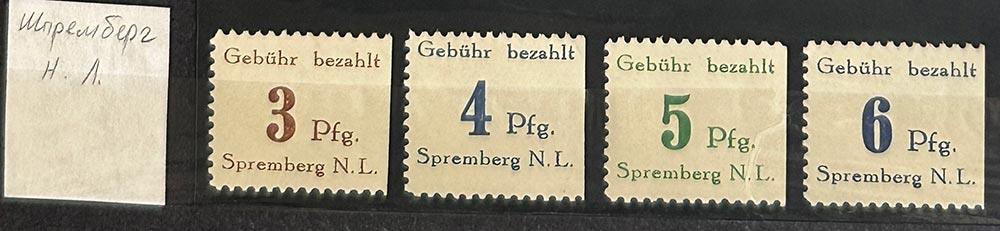 Шпремберг
Н. Л.
Gebühr bezahlt
3 Pfg.
Spremberg N.L.
Gebühr bezahlt
4 Pfg.
Spremberg N.L.
Gebühr bezahlt
5 Pfg.
Spremberg N.L.
Gebühr bezahlt
6 Pfg.
Spremberg N.L.